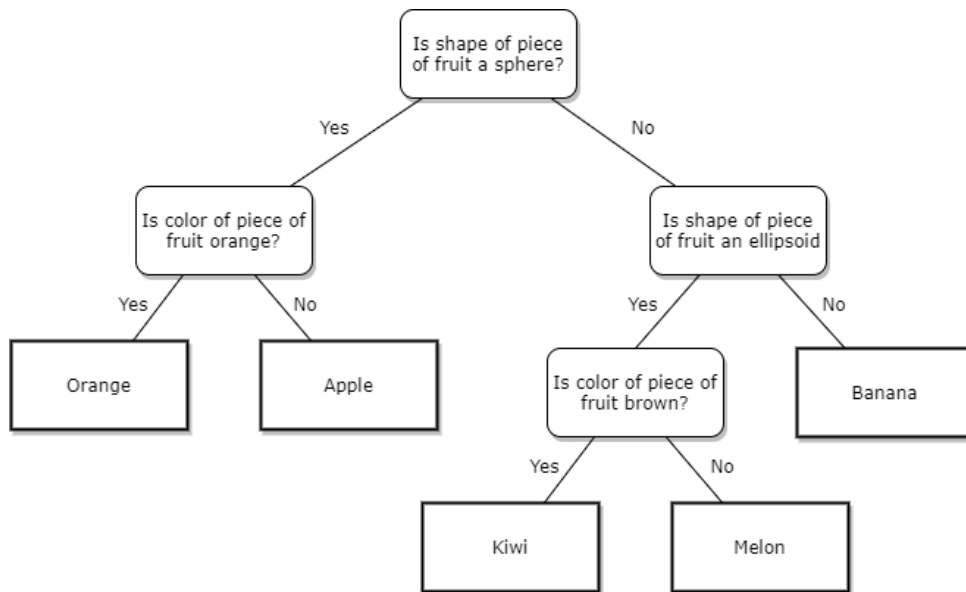 Is shape of piece
of fruit a sphere?
Yes
No
Is color of piece of
fruit orange?
Is shape of piece
of fruit an ellipsoid
Yes
No
Yes
No
Orange
Apple
Is color of piece of
fruit brown?
Banana
Yes
No
Kiwi
Melon